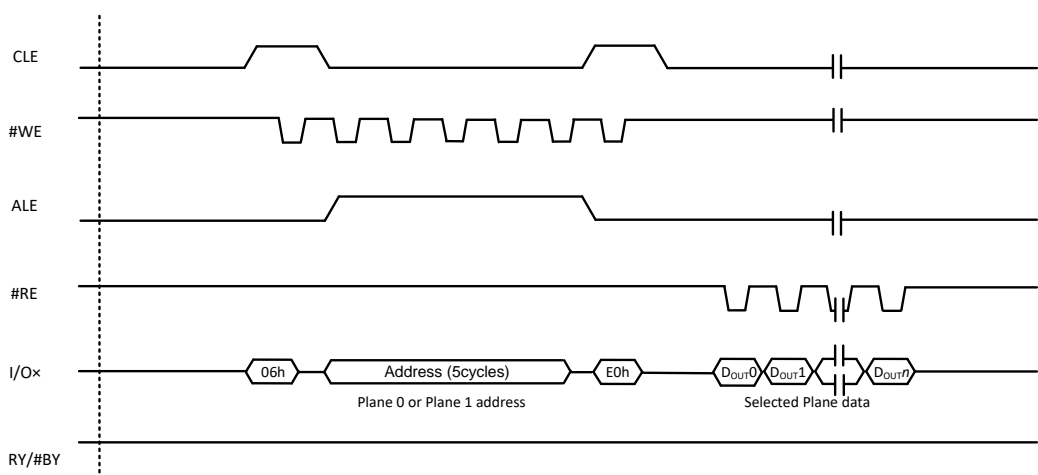 CLE
#WE
ALE
#RE
I/O× 06h Address (5cycles) E0h DOUT0 DOUT1 DOUTn
Plane 0 or Plane 1 address Selected Plane data
RY/#BY